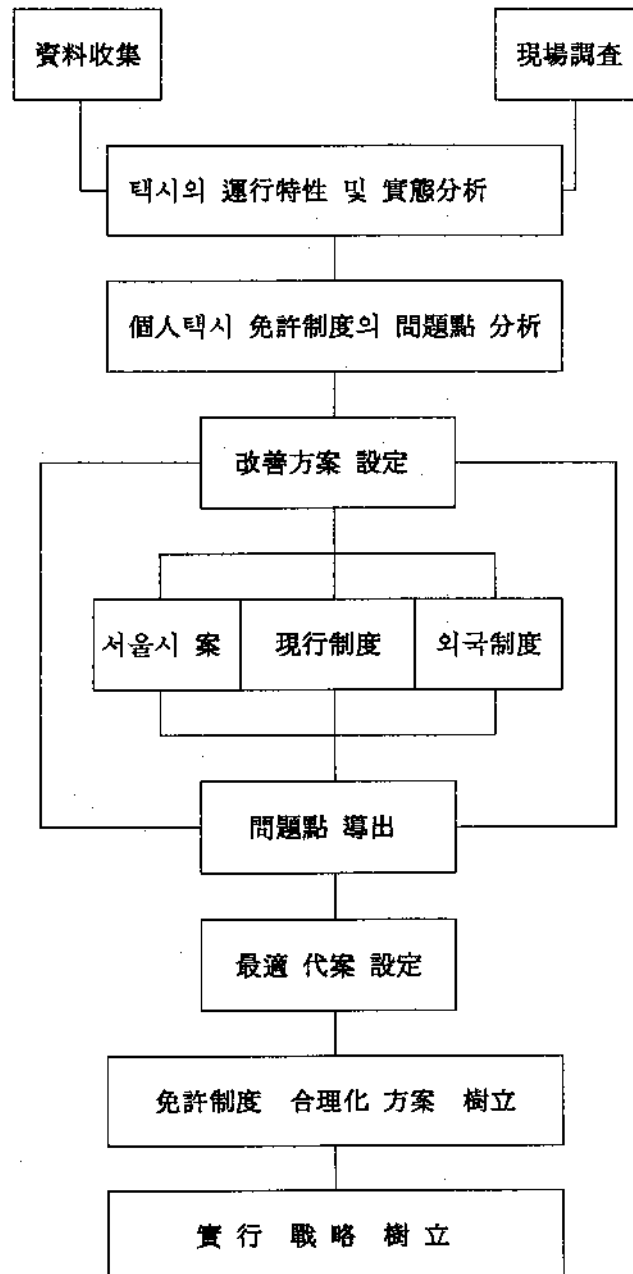 資料收集
現場調査
택시의 運行特性 및 實態分析
個人택시 免許制度의 問題點 分析
改善方案 設定
서울시 案
現行制度
외국制度
問題點 導出
最適 代案 設定
免許制度 合理化 方案 樹立
實行 戰略 樹立